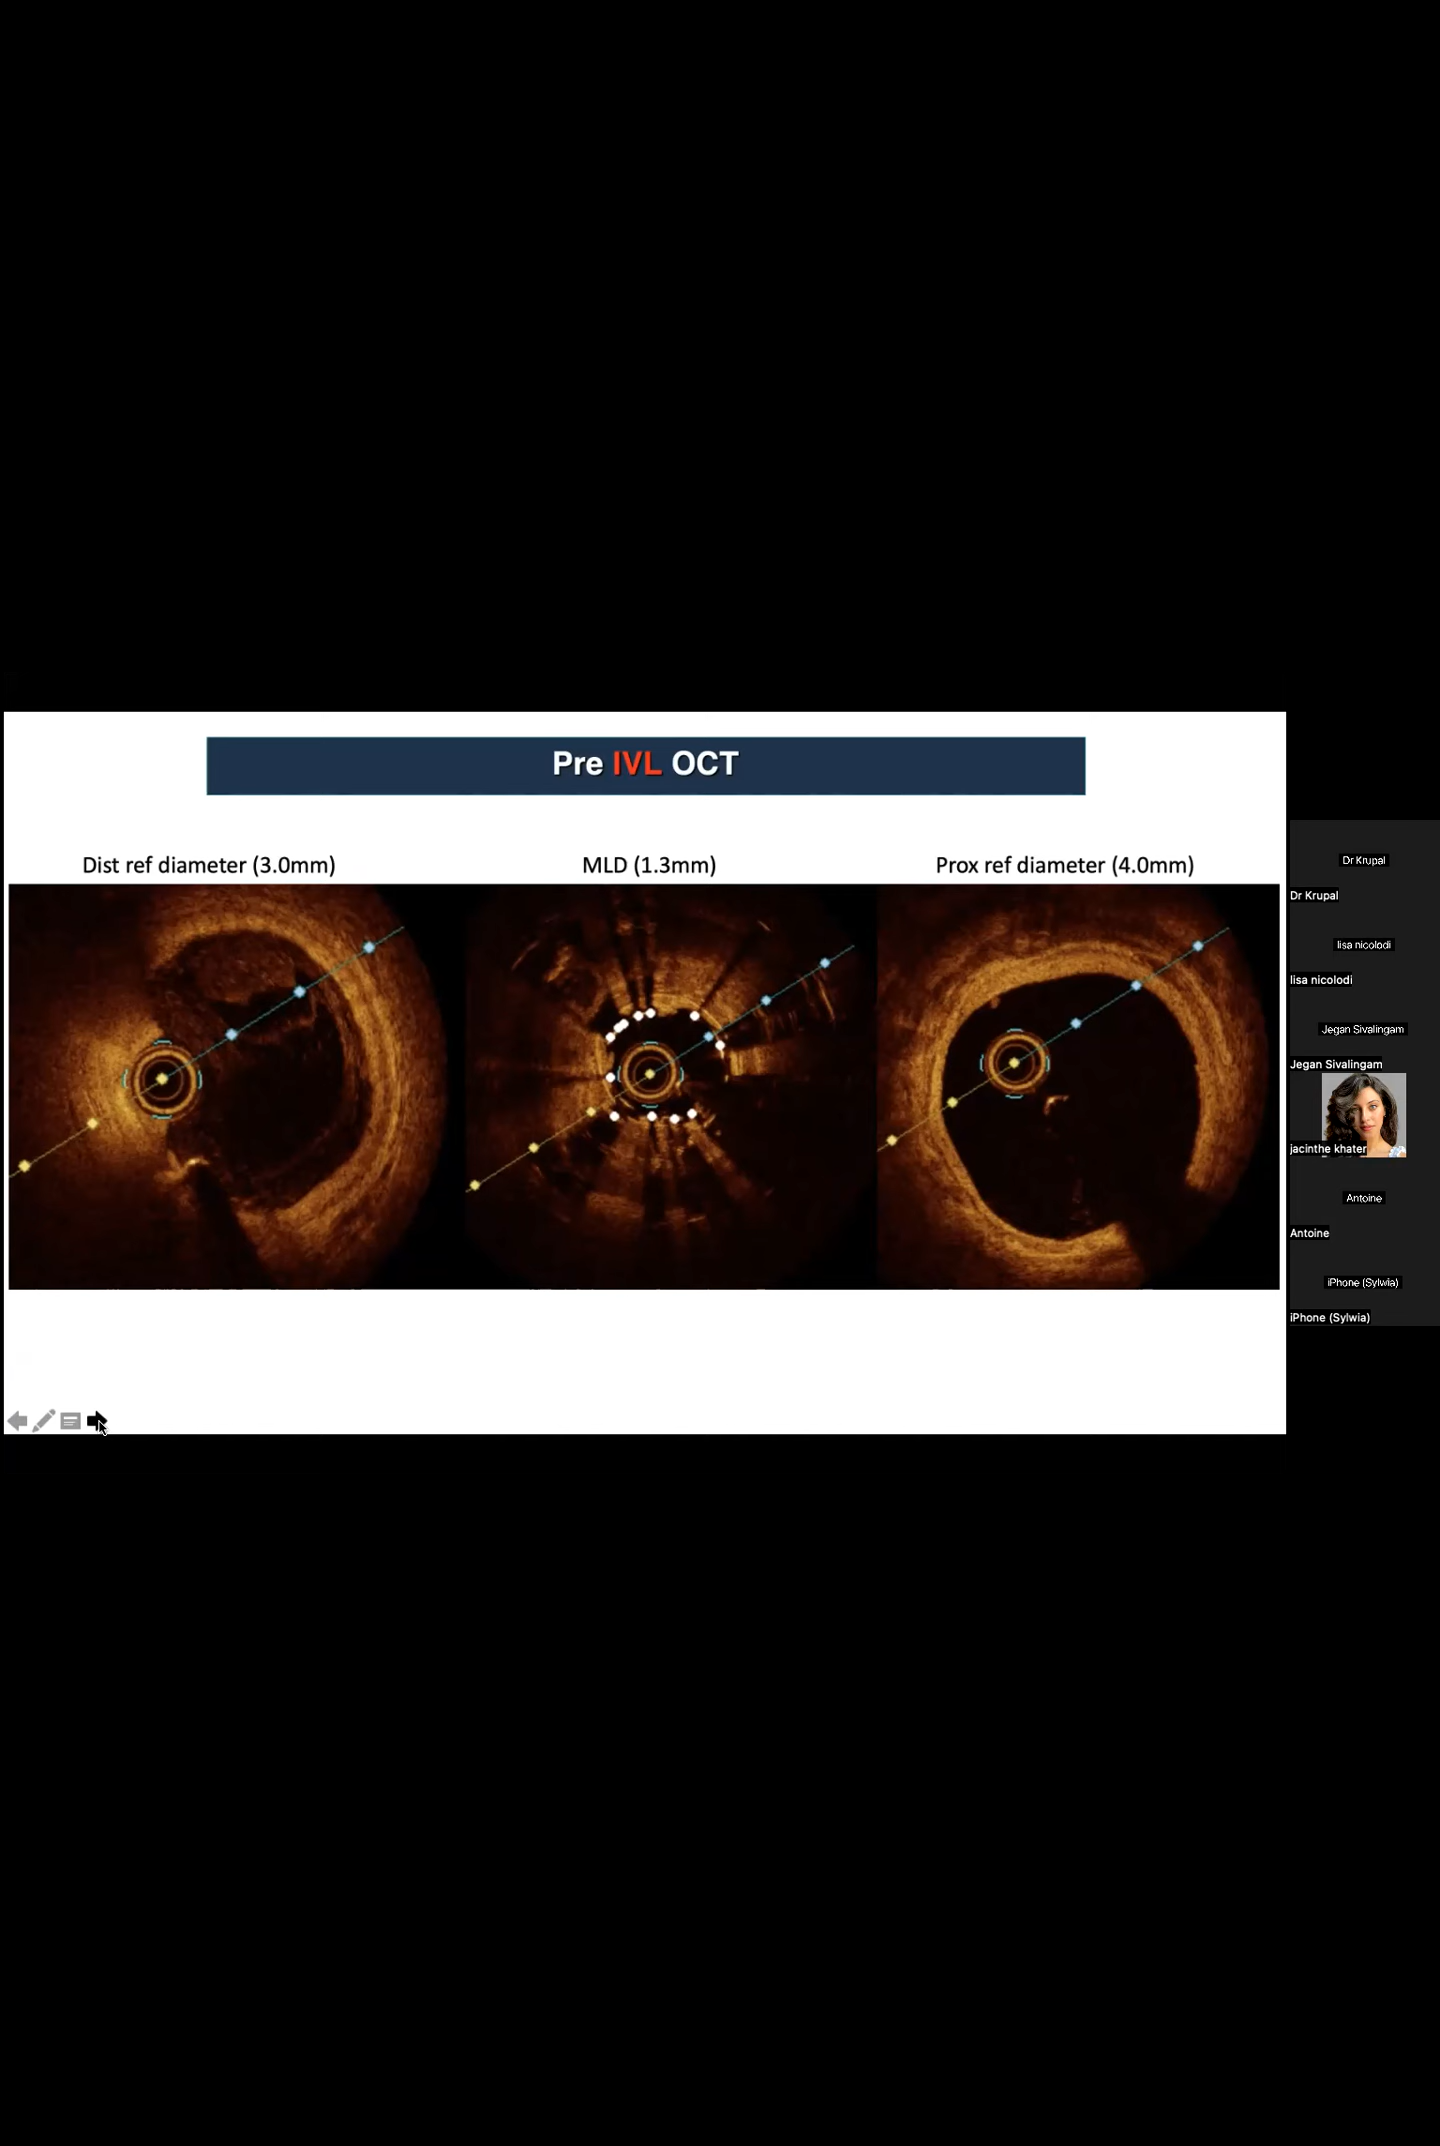 Pre IVL OCT
Dist ref diameter (3.0mm)
MLD (1.3mm)
Prox ref diameter (4.0mm)
Dr Krupal
Dr Krupal
lisa nicolodi
lisa nicolodi
Jegan Sivalingam
Jegan Sivalingam
jacinthe khater
Antoine
Antoine
iPhone (Sylwia)
iPhone (Sylwia)